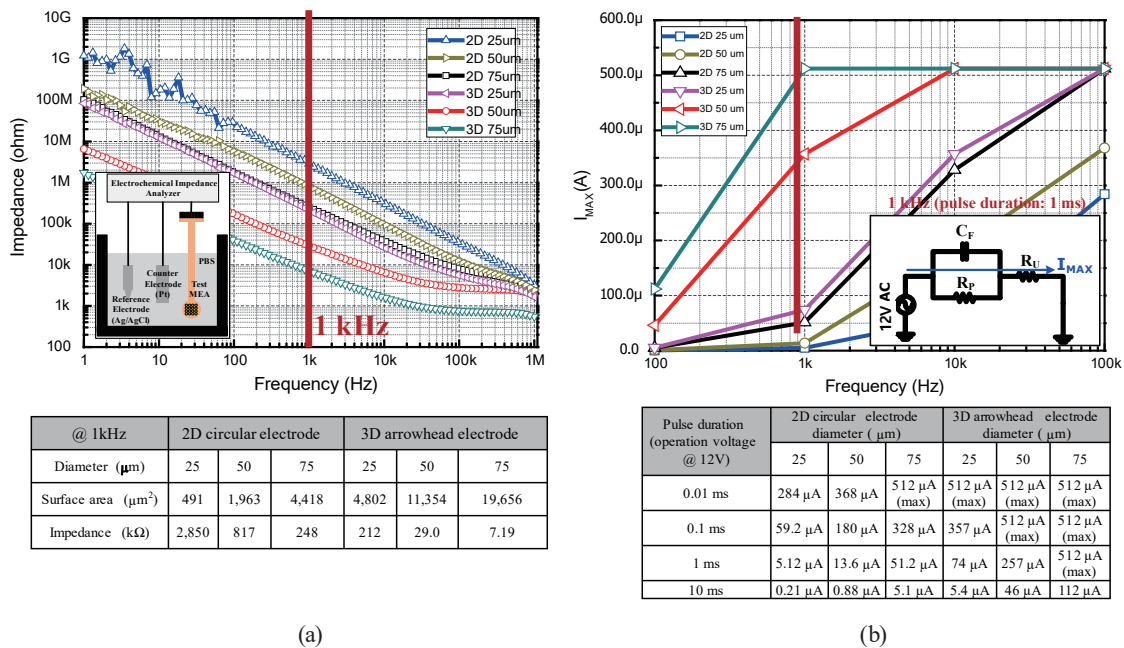 10G
1G
100M
10M
1M
100k
10k
1k
100
Impedance (ohm)
1
10
100
1k
10k
100k
1M
Frequency (Hz)
2D 25um
2D 50um
2D 75um
3D 25um
3D 50um
3D 75um
1 kHz
Electrochemical Impedance
Analyzer
PBS
Counter
Electrode
(Pt)
Test
MEA
Reference
Electrode
(Ag/AgCl)
@ 1kHz 2D circular electrode 3D arrowhead electrode
Diameter (μm) 25 50 75 25 50 75
Surface area (μm²) 491 1,963 4,418 4,802 11,354 19,656
Impedance (kΩ) 2,850 817 248 212 29.0 7.19
(a)
600.0μ
500.0μ
400.0μ
300.0μ
200.0μ
100.0μ
0.0
I_MAX(A)
100
1k
10k
100k
Frequency (Hz)
2D 25 um
2D 50 um
2D 75 um
3D 25 um
3D 50 um
3D 75 um
1 kHz (pulse duration: 1 ms)
C_F
R_U
I_MAX
R_P
12V AC
Pulse duration
(operation voltage
@ 12V)
2D circular electrode
diameter ( μm)
3D arrowhead electrode
diameter ( μm)
25 50 75 25 50 75
0.01 ms 284 μA 368 μA 512 μA (max) 512 μA (max) 512 μA (max) 512 μA (max)
0.1 ms 59.2 μA 180 μA 328 μA 357 μA 512 μA (max) 512 μA (max)
1 ms 5.12 μA 13.6 μA 51.2 μA 74 μA 257 μA 512 μA (max)
10 ms 0.21 μA 0.88 μA 5.1 μA 5.4 μA 46 μA 112 μA
(b)